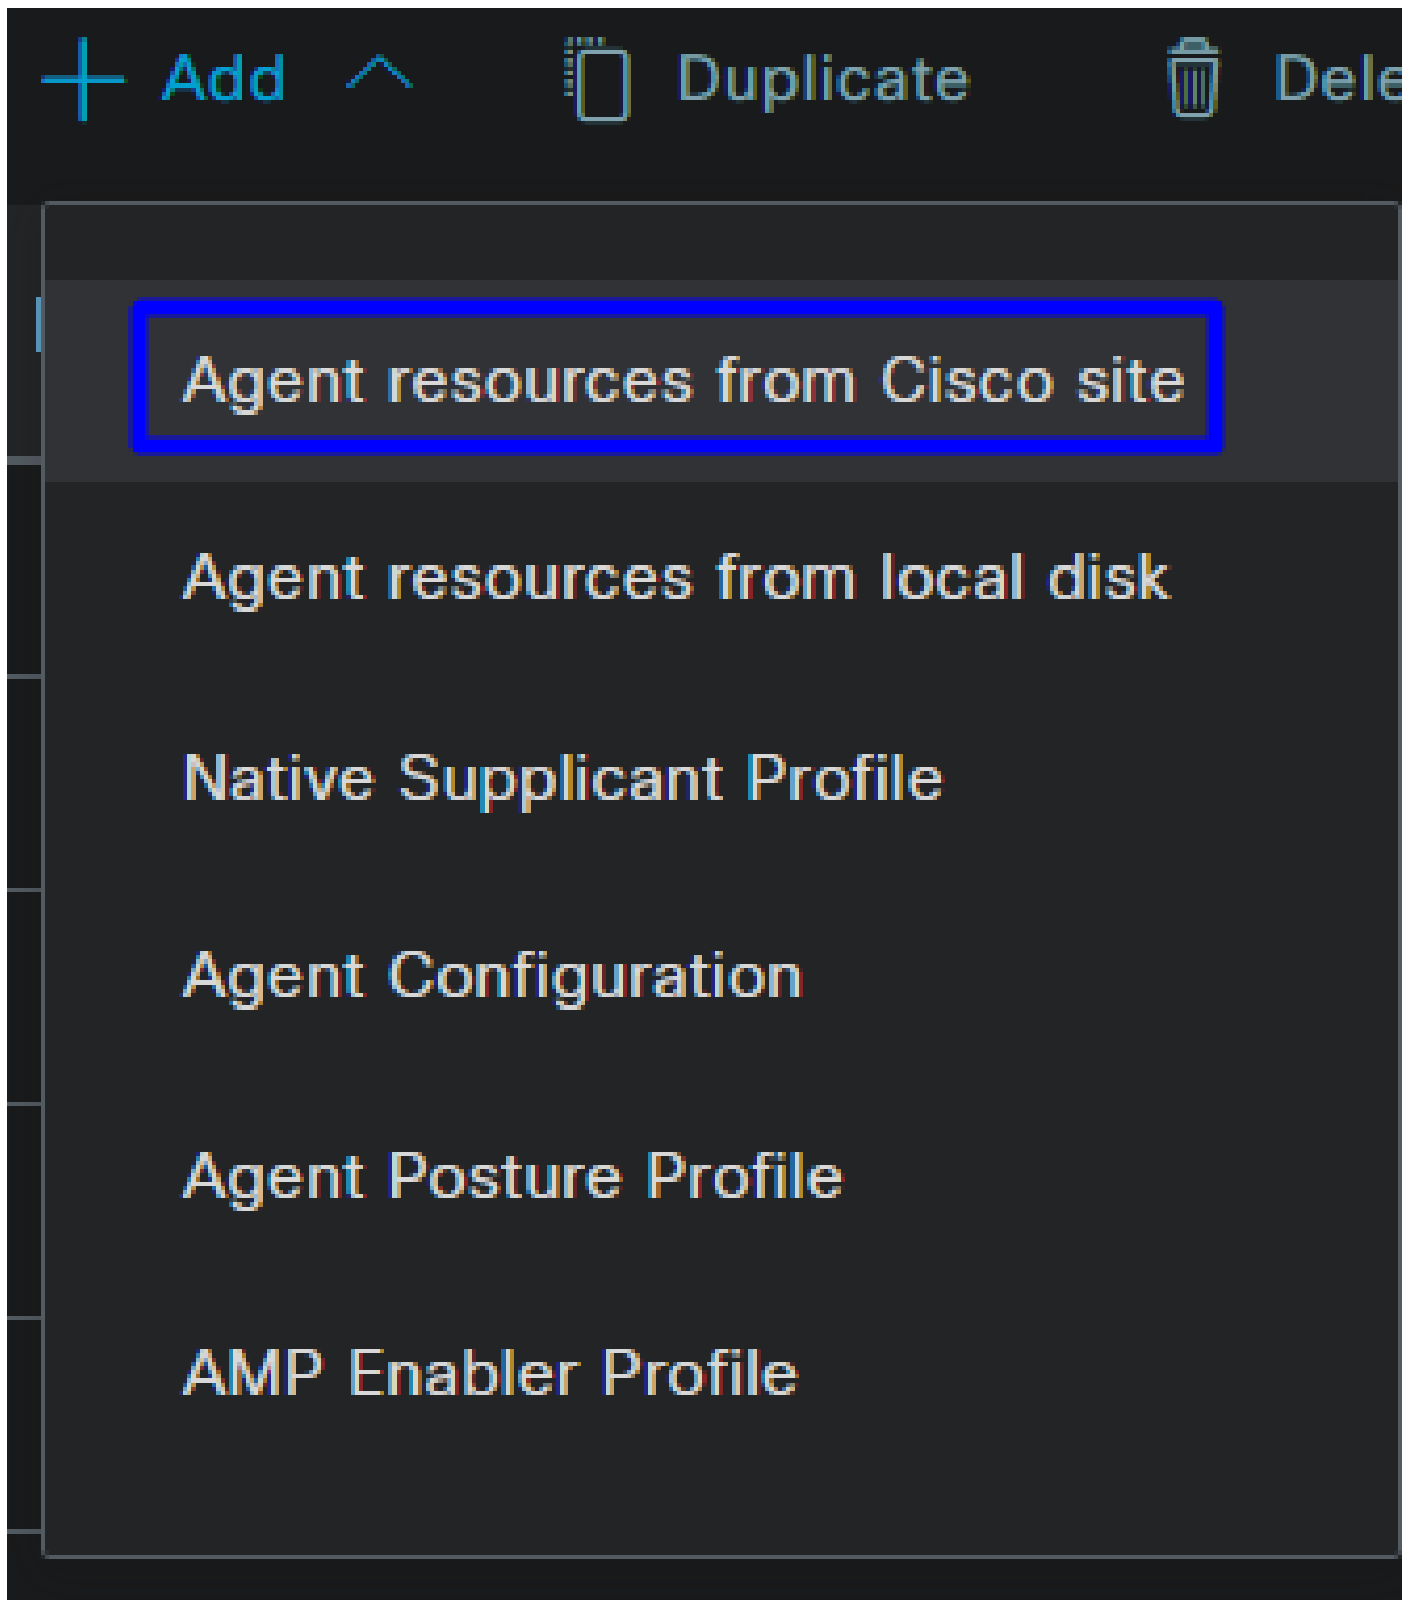 Add Duplicate
Agent resources from Cisco site
Agent resources from local disk
Native Supplicant Profile
Agent Configuration
Agent Posture Profile
AMP Enabler Profile